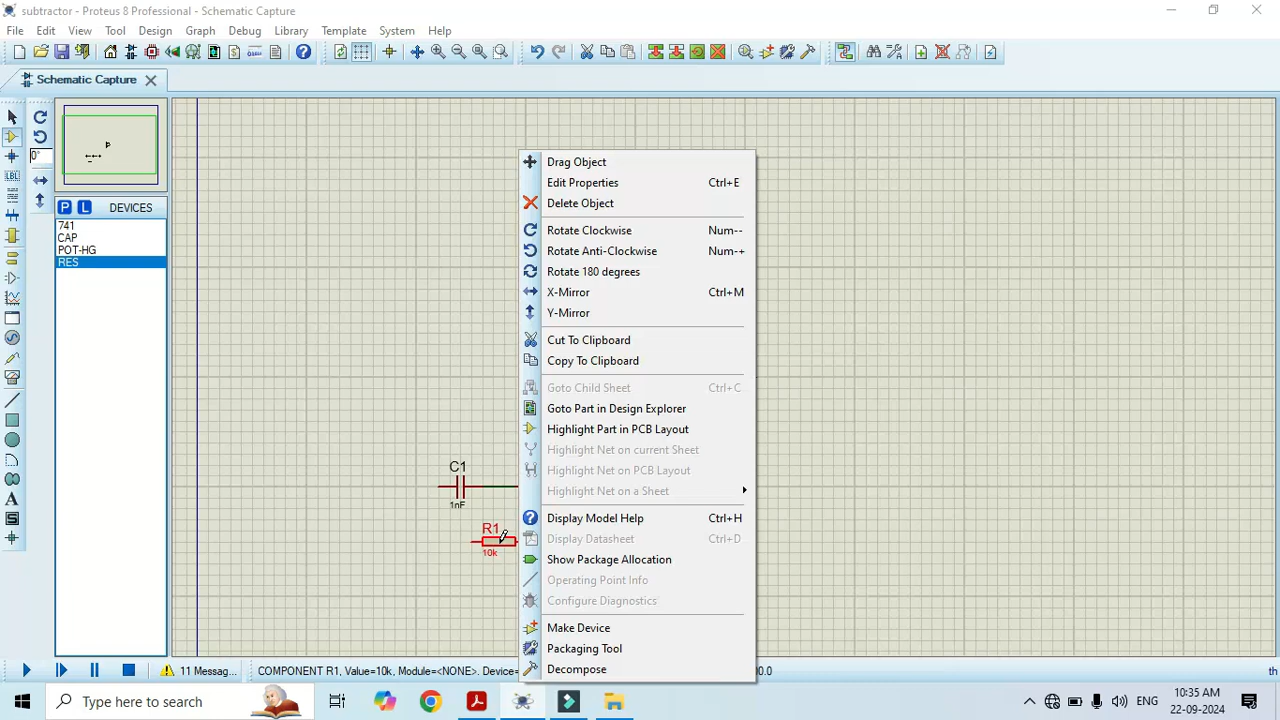 subtractor - Proteus 8 Professional - Schematic Capture
File Edit View Tool Design Graph Debug Library Template System Help
Schematic Capture
0°
P L DEVICES
LBL
741
CAP
POT-HG
RES
Drag Object
Edit Properties Ctrl+E
Delete Object
Rotate Clockwise Num--
Rotate Anti-Clockwise Num-+
Rotate 180 degrees
X-Mirror Ctrl+M
Y-Mirror
Cut To Clipboard
Copy To Clipboard
Goto Child Sheet Ctrl+C
Goto Part in Design Explorer
Highlight Part in PCB Layout
Highlight Net on current Sheet
Highlight Net on PCB Layout
Highlight Net on a Sheet
Display Model Help Ctrl+H
Display Datasheet Ctrl+D
Show Package Allocation
Operating Point Info
Configure Diagnostics
Make Device
Packaging Tool
Decompose
C1
1nF
R1
10k
A
11 Messag... COMPONENT R1, Value=10k, Module=<NONE>. Device= 0.0 th
Type here to search
ENG
10:35 AM
22-09-2024